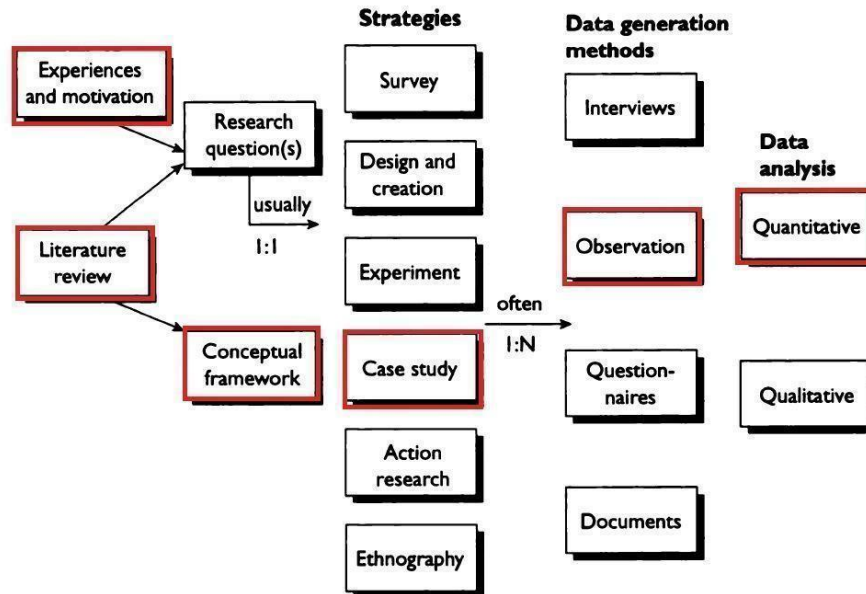 Experiences
and motivation
Literature
review
Research
question(s)
usually
1:1
Conceptual
framework
Strategies
Survey
Design and
creation
Experiment
Case study
Action
research
Ethnography
often
1:N
Data generation
methods
Interviews
Observation
Question-
naires
Documents
Data
analysis
Quantitative
Qualitative